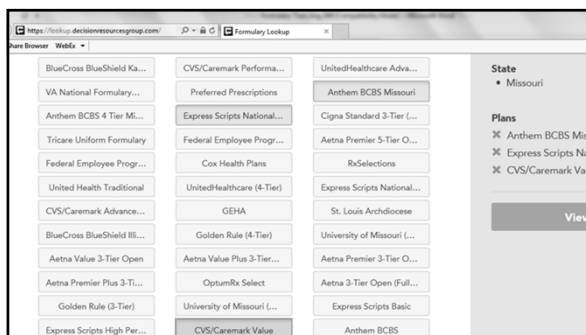 https://lookup.decisionresourcesgroup.com/
Formulary Lookup
Share Browser WebEx
BlueCross BlueShield Ka... CVS/Caremark Performa... UnitedHealthcare Adva...
VA National Formulary... Preferred Prescriptions Anthem BCBS Missouri
Anthem BCBS 4 Tier Mi... Express Scripts National... Cigna Standard 3-Tier (...
Tricare Uniform Formulary Federal Employee Progr... Aetna Premier 5-Tier O...
Federal Employee Progr... Cox Health Plans RxSelections
United Health Traditional UnitedHealthcare (4-Tier) Express Scripts National...
CVS/Caremark Advance... GEHA St. Louis Archdiocese
BlueCross BlueShield Illi... Golden Rule (4-Tier) University of Missouri (...
Aetna Value 3-Tier Open Aetna Value Plus 3-Tier... Aetna Premier 3-Tier O...
Aetna Premier Plus 3-Ti... OptumRx Select Aetna 3-Tier Open (Full...
Golden Rule (3-Tier) University of Missouri (... Express Scripts Basic
Express Scripts High Per... CVS/Caremark Value Anthem BCBS
State
• Missouri
Plans
Anthem BCBS Mis
Express Scripts Na
CVS/Caremark Va
View